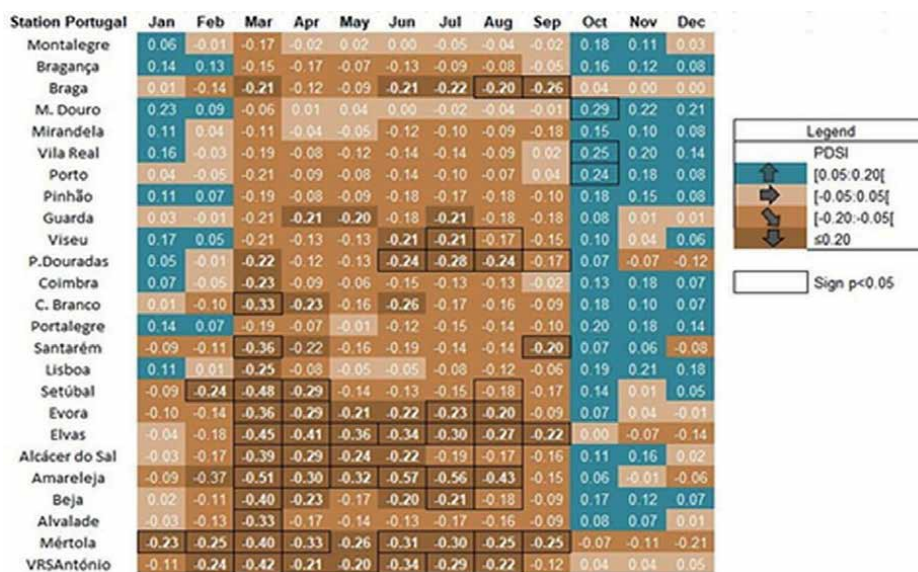 Station Portugal Jan Feb Mar Apr May Jun Jul Aug Sep Oct Nov Dec
Montalegre 0.06 -0.01 -0.17 -0.02 0.02 0.00 -0.05 -0.04 -0.02 0.18 0.11 0.03
Bragança 0.14 0.13 -0.15 -0.17 -0.07 -0.13 -0.09 -0.08 -0.05 0.16 0.12 0.08
Braga 0.01 -0.14 -0.21 -0.12 -0.09 -0.21 -0.22 -0.20 -0.26 0.04 0.00 0.00
M. Douro 0.23 0.09 -0.06 0.01 0.04 0.00 -0.02 -0.04 -0.01 0.29 0.22 0.21
Mirandela 0.11 0.04 -0.11 -0.04 -0.05 -0.12 -0.10 -0.09 -0.18 0.15 0.10 0.08
Vila Real 0.16 -0.03 -0.19 -0.08 -0.12 -0.14 -0.14 -0.09 0.02 0.25 0.20 0.14
Porto 0.04 -0.05 -0.21 -0.09 -0.08 -0.14 -0.10 -0.07 0.04 0.24 0.18 0.08
Pinhão 0.11 0.07 -0.19 -0.08 -0.09 -0.18 -0.17 -0.18 -0.10 0.18 0.15 0.08
Guarda 0.03 -0.01 -0.21 -0.21 -0.20 -0.18 -0.21 -0.18 -0.18 0.08 0.01 0.01
Viseu 0.17 0.05 -0.21 -0.13 -0.13 -0.21 -0.21 -0.17 -0.15 0.10 0.04 0.06
P.Douradas 0.05 -0.01 -0.22 -0.12 -0.13 -0.24 -0.28 -0.24 -0.17 0.07 -0.07 -0.12
Coimbra 0.07 -0.05 -0.23 -0.09 -0.06 -0.15 -0.09 -0.09 -0.02 0.13 0.18 0.07
C. Branco 0.01 -0.10 -0.33 -0.23 -0.16 -0.26 -0.17 -0.16 -0.09 0.18 0.10 0.07
Portalegre 0.14 0.07 -0.19 -0.07 -0.01 -0.12 -0.15 -0.14 -0.10 0.20 0.18 0.14
Santarém -0.09 -0.11 -0.36 -0.22 -0.16 -0.19 -0.14 -0.14 -0.20 0.07 0.06 -0.08
Lisboa 0.11 0.01 -0.25 -0.08 -0.05 -0.05 -0.08 -0.12 -0.06 0.19 0.21 0.18
Setúbal -0.09 -0.24 -0.48 -0.29 -0.14 -0.13 -0.15 -0.18 -0.17 0.14 0.01 0.05
Evora -0.10 -0.14 -0.36 -0.29 -0.21 -0.22 -0.23 -0.20 -0.09 0.07 0.04 -0.01
Elvas -0.04 -0.18 -0.45 -0.41 -0.36 -0.34 -0.30 -0.27 -0.22 0.00 -0.07 -0.14
Alcácer do Sal -0.03 -0.17 -0.39 -0.29 -0.24 -0.22 -0.19 -0.17 -0.16 0.11 0.16 0.02
Amareleja -0.09 -0.37 -0.51 -0.30 -0.32 -0.57 -0.56 -0.43 -0.15 0.06 -0.01 -0.06
Beja 0.02 -0.11 -0.40 -0.23 -0.17 -0.20 -0.21 -0.18 -0.09 0.17 0.12 0.07
Alvalade -0.03 -0.13 -0.33 -0.17 -0.14 -0.13 -0.17 -0.16 -0.09 0.08 0.07 0.01
Mértola -0.23 -0.25 -0.40 -0.33 -0.26 -0.31 -0.30 -0.25 -0.25 -0.07 -0.11 -0.21
VRSAntónio -0.11 -0.24 -0.42 -0.21 -0.20 -0.34 -0.29 -0.22 -0.12 0.04 0.04 0.05
Legend
PDSI
[0.05:0.20[
[-0.05:0.05[
[-0.20:-0.05[
≤0.20
Sign p<0.05